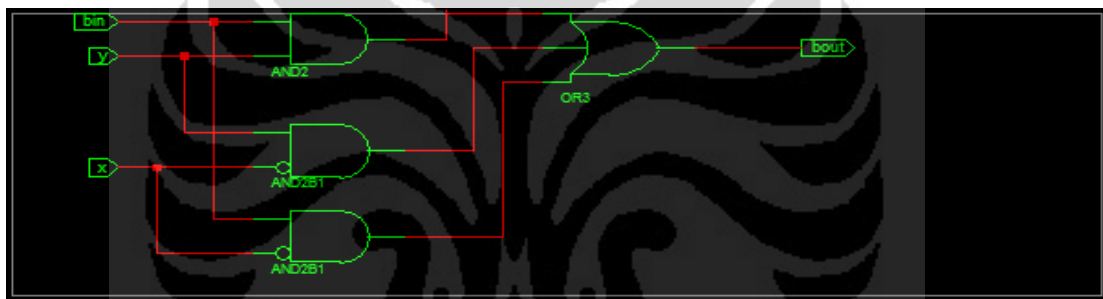 bin
y
AND2
bout
OR3
x
AND2B1
AND2B1